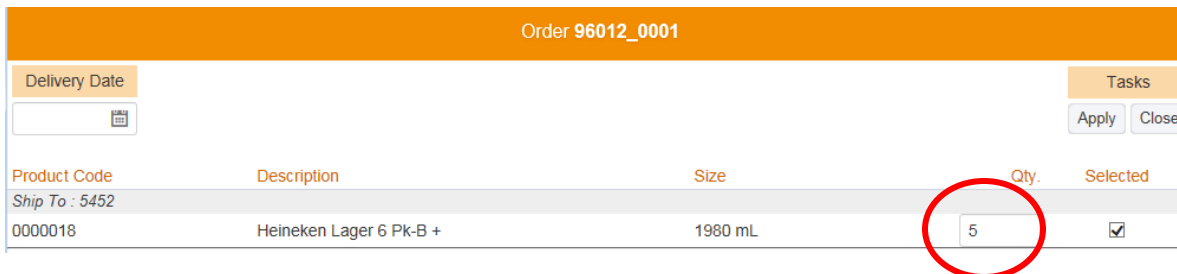 Order 96012_0001
Delivery Date
Tasks
Apply Close
Product Code Description Size Qty. Selected
Ship To : 5452
0000018 Heineken Lager 6 Pk-B + 1980 mL 5